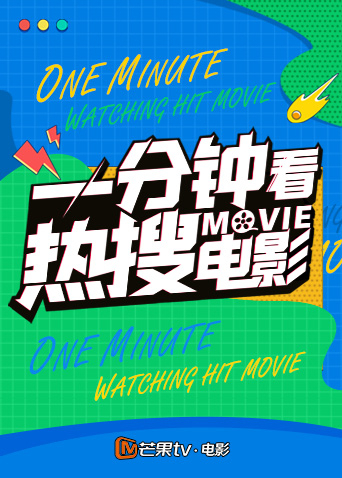 ONE MINUTE
WATCHING HIT MOVIE
一分钟看
热搜电影
MOVIE
ONE MINUTE
WATCHING HIT MOVIE
芒果tv·电影